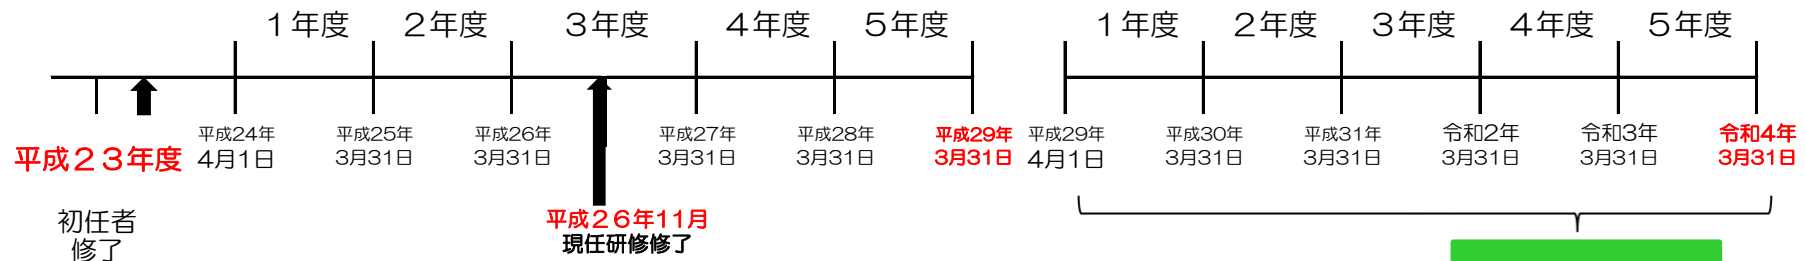 １年度 ２年度 ３年度 ４年度 ５年度 １年度 ２年度 ３年度 ４年度 ５年度
平成24年 平成25年 平成26年 平成27年 平成28年 平成29年 平成29年 平成30年 平成31年 令和2年 令和3年 令和4年
4月1日 3月31日 3月31日 3月31日 3月31日 3月31日 4月1日 3月31日 3月31日 3月31日 3月31日 3月31日
平成２３年度
初任者
修了
平成２６年11月
現任研修修了